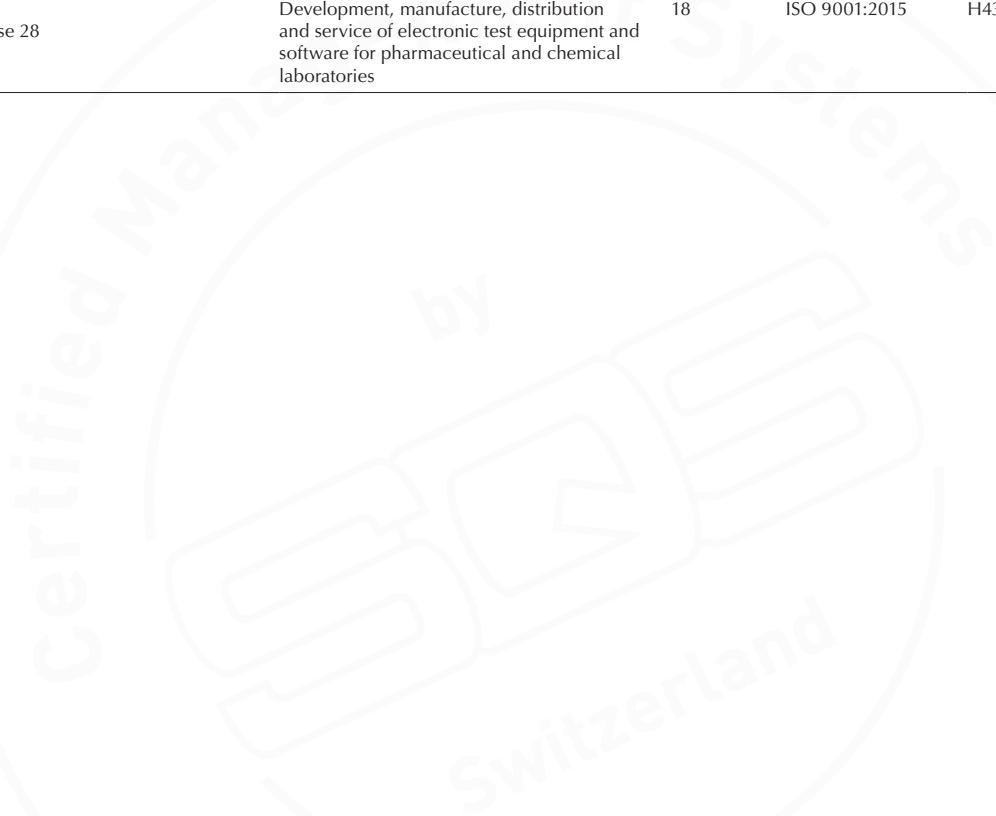 Development, manufacture, distribution 18 ISO 9001:2015 H43
se 28 and service of electronic test equipment and
software for pharmaceutical and chemical
laboratories
Certified Management Systems
by
SQS
Switzerland